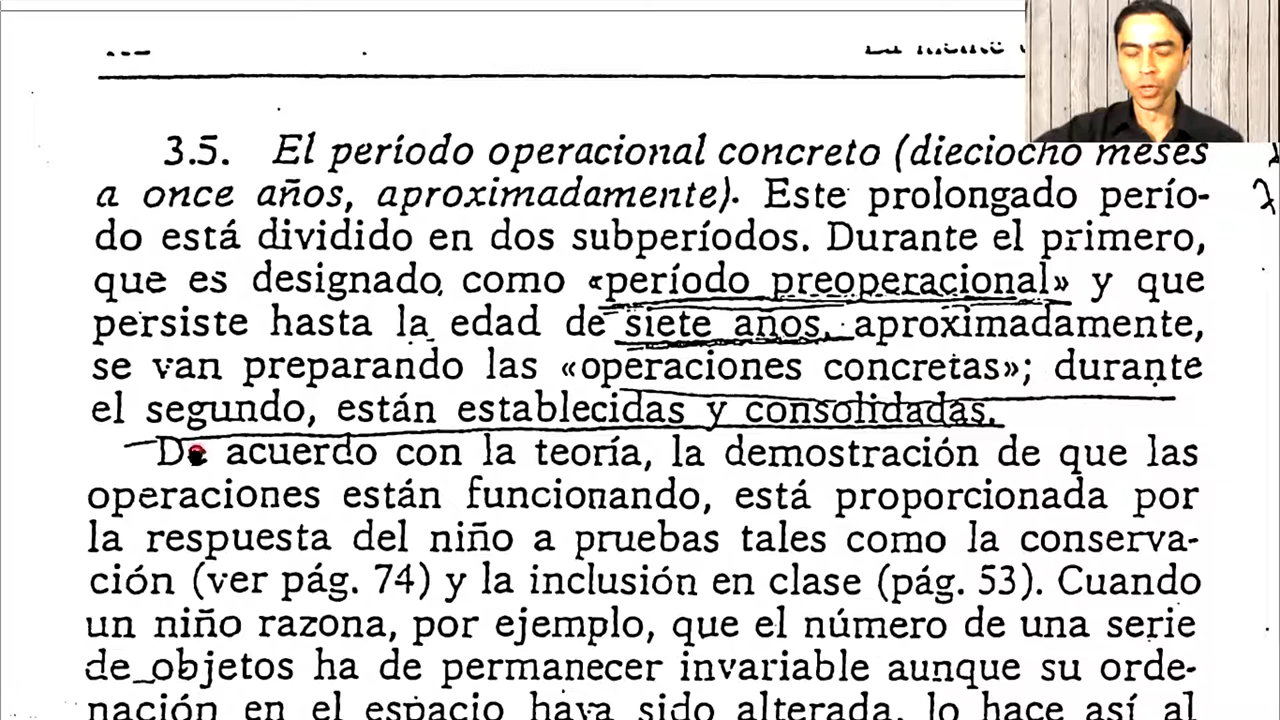 La mente
3.5. El período operacional concreto (dieciocho meses
a once años, aproximadamente). Este prolongado perío-
do está dividido en dos subperíodos. Durante el primero,
que es designado como «período preoperacional» y que
persiste hasta la edad de siete años, aproximadamente,
se van preparando las «operaciones concretas»; durante
el segundo, están establecidas y consolidadas.
De acuerdo con la teoría, la demostración de que las
operaciones están funcionando, está proporcionada por
la respuesta del niño a pruebas tales como la conserva-
ción (ver pág. 74) y la inclusión en clase (pág. 53). Cuando
un niño razona, por ejemplo, que el número de una serie
de objetos ha de permanecer invariable aunque su orde-
nación en el espacio haya sido alterada, lo hace así al